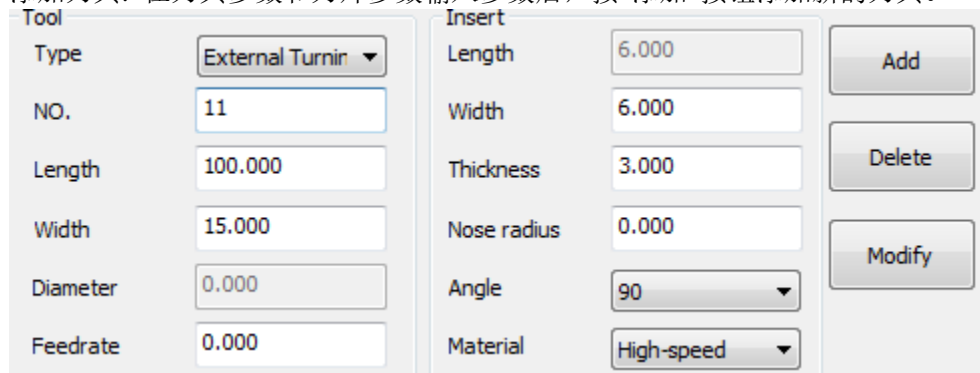 Tool
Type
External Turnin
NO.
11
Length
100.000
Width
15.000
Diameter
0.000
Feedrate
0.000
Insert
Length
6.000
Width
6.000
Thickness
3.000
Nose radius
0.000
Angle
90
Material
High-speed
Add
Delete
Modify